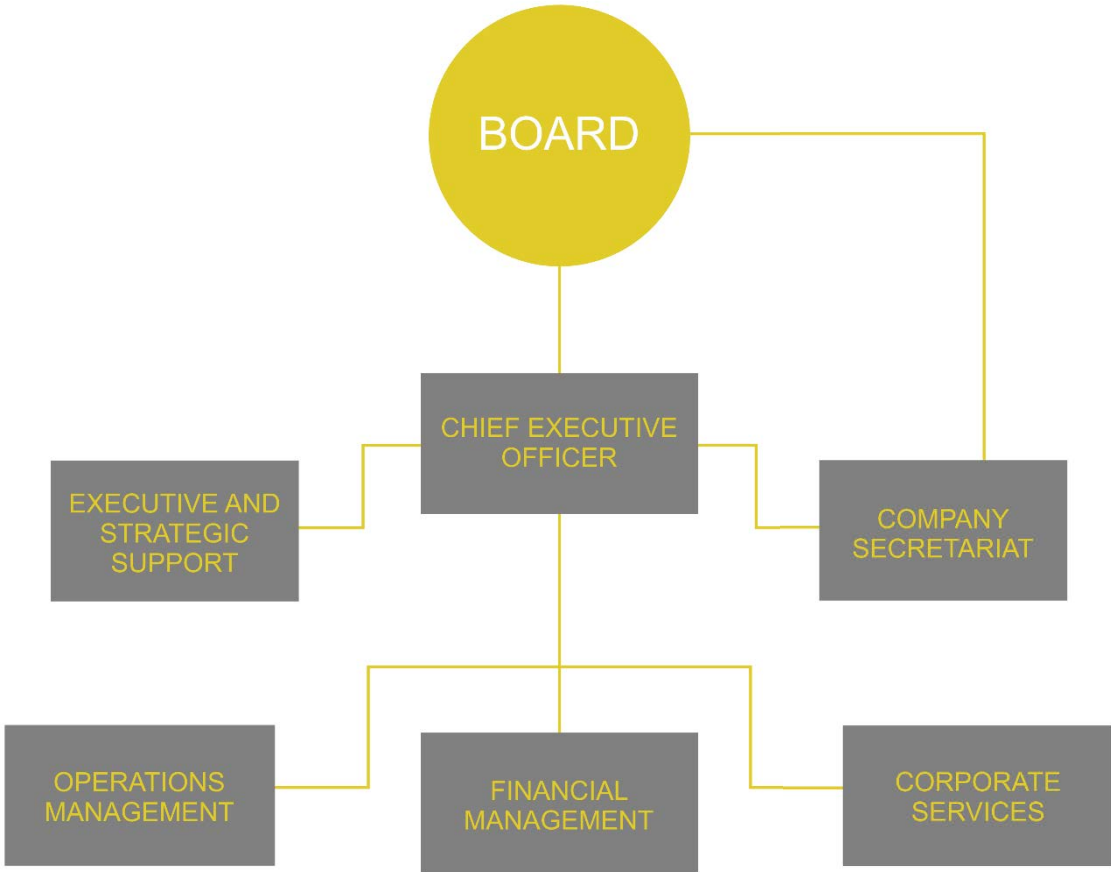 BOARD
CHIEF EXECUTIVE
OFFICER
EXECUTIVE AND
STRATEGIC
SUPPORT
COMPANY
SECRETARIAT
OPERATIONS
MANAGEMENT
FINANCIAL
MANAGEMENT
CORPORATE
SERVICES